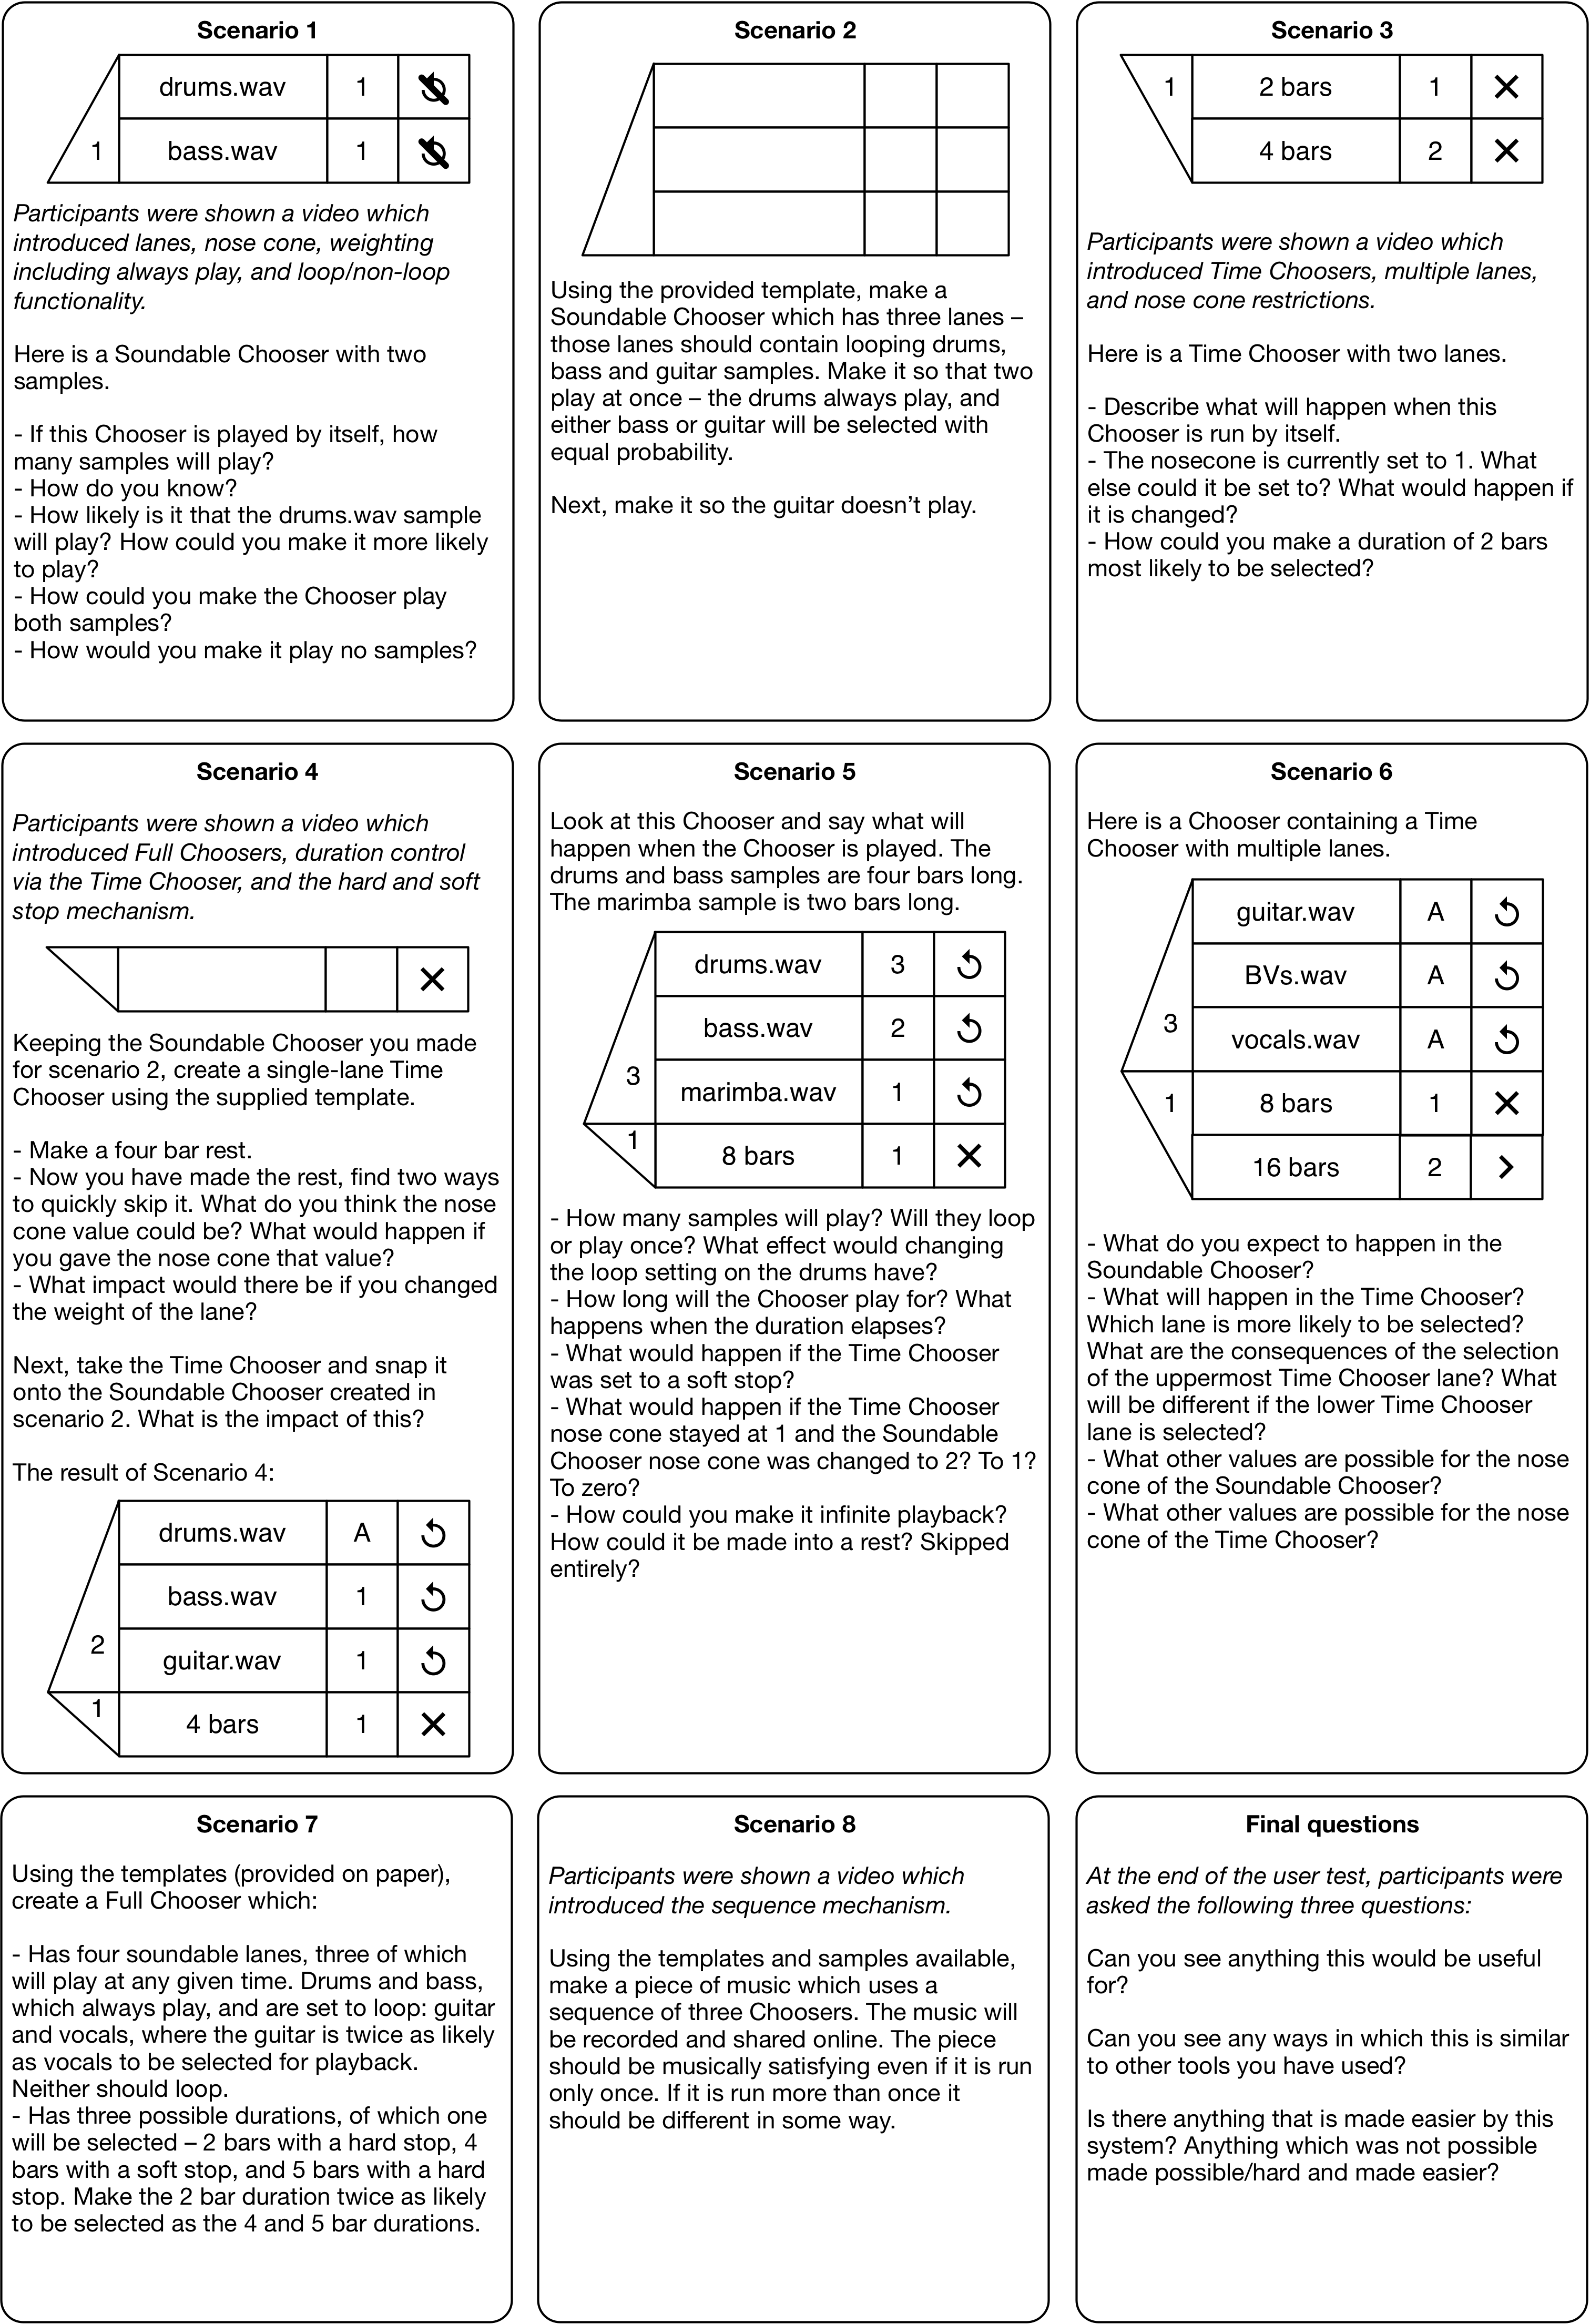 Scenario 1
drums.wav 1
1 bass.wav 1
Participants were shown a video which
introduced lanes, nose cone, weighting
including always play, and loop/non-loop
functionality.
Here is a Soundable Chooser with two
samples.
- If this Chooser is played by itself, how
many samples will play?
- How do you know?
- How likely is it that the drums.wav sample
will play? How could you make it more likely
to play?
- How could you make the Chooser play
both samples?
- How would you make it play no samples?
Scenario 2
Using the provided template, make a
Soundable Chooser which has three lanes –
those lanes should contain looping drums,
bass and guitar samples. Make it so that two
play at once – the drums always play, and
either bass or guitar will be selected with
equal probability.
Next, make it so the guitar doesn’t play.
Scenario 3
1 2 bars 1
4 bars 2
Participants were shown a video which
introduced Time Choosers, multiple lanes,
and nose cone restrictions.
Here is a Time Chooser with two lanes.
- Describe what will happen when this
Chooser is run by itself.
- The nosecone is currently set to 1. What
else could it be set to? What would happen if
it is changed?
- How could you make a duration of 2 bars
most likely to be selected?
Scenario 4
Participants were shown a video which
introduced Full Choosers, duration control
via the Time Chooser, and the hard and soft
stop mechanism.
Keeping the Soundable Chooser you made
for scenario 2, create a single-lane Time
Chooser using the supplied template.
- Make a four bar rest.
- Now you have made the rest, find two ways
to quickly skip it. What do you think the nose
cone value could be? What would happen if
you gave the nose cone that value?
- What impact would there be if you changed
the weight of the lane?
Next, take the Time Chooser and snap it
onto the Soundable Chooser created in
scenario 2. What is the impact of this?
The result of Scenario 4:
drums.wav A
bass.wav 1
2 guitar.wav 1
1 4 bars 1
Scenario 5
Look at this Chooser and say what will
happen when the Chooser is played. The
drums and bass samples are four bars long.
The marimba sample is two bars long.
drums.wav 3
bass.wav 2
3 marimba.wav 1
1 8 bars 1
- How many samples will play? Will they loop
or play once? What effect would changing
the loop setting on the drums have?
- How long will the Chooser play for? What
happens when the duration elapses?
- What would happen if the Time Chooser
was set to a soft stop?
- What would happen if the Time Chooser
nose cone stayed at 1 and the Soundable
Chooser nose cone was changed to 2? To 1?
To zero?
- How could you make it infinite playback?
How could it be made into a rest? Skipped
entirely?
Scenario 6
Here is a Chooser containing a Time
Chooser with multiple lanes.
guitar.wav A
BVs.wav A
3 vocals.wav A
1 8 bars 1
16 bars 2
- What do you expect to happen in the
Soundable Chooser?
- What will happen in the Time Chooser?
Which lane is more likely to be selected?
What are the consequences of the selection
of the uppermost Time Chooser lane? What
will be different if the lower Time Chooser
lane is selected?
- What other values are possible for the nose
cone of the Soundable Chooser?
- What other values are possible for the nose
cone of the Time Chooser?
Scenario 7
Using the templates (provided on paper),
create a Full Chooser which:
- Has four soundable lanes, three of which
will play at any given time. Drums and bass,
which always play, and are set to loop: guitar
and vocals, where the guitar is twice as likely
as vocals to be selected for playback.
Neither should loop.
- Has three possible durations, of which one
will be selected – 2 bars with a hard stop, 4
bars with a soft stop, and 5 bars with a hard
stop. Make the 2 bar duration twice as likely
to be selected as the 4 and 5 bar durations.
Scenario 8
Participants were shown a video which
introduced the sequence mechanism.
Using the templates and samples available,
make a piece of music which uses a
sequence of three Choosers. The music will
be recorded and shared online. The piece
should be musically satisfying even if it is run
only once. If it is run more than once it
should be different in some way.
Final questions
At the end of the user test, participants were
asked the following three questions:
Can you see anything this would be useful
for?
Can you see any ways in which this is similar
to other tools you have used?
Is there anything that is made easier by this
system? Anything which was not possible
made possible/hard and made easier?